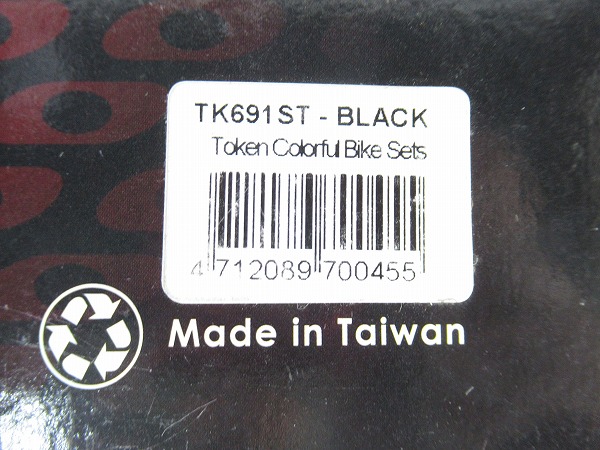 TK691ST - BLACK
Token Colorful Bike Sets
4 712089 700455
Made in Taiwan